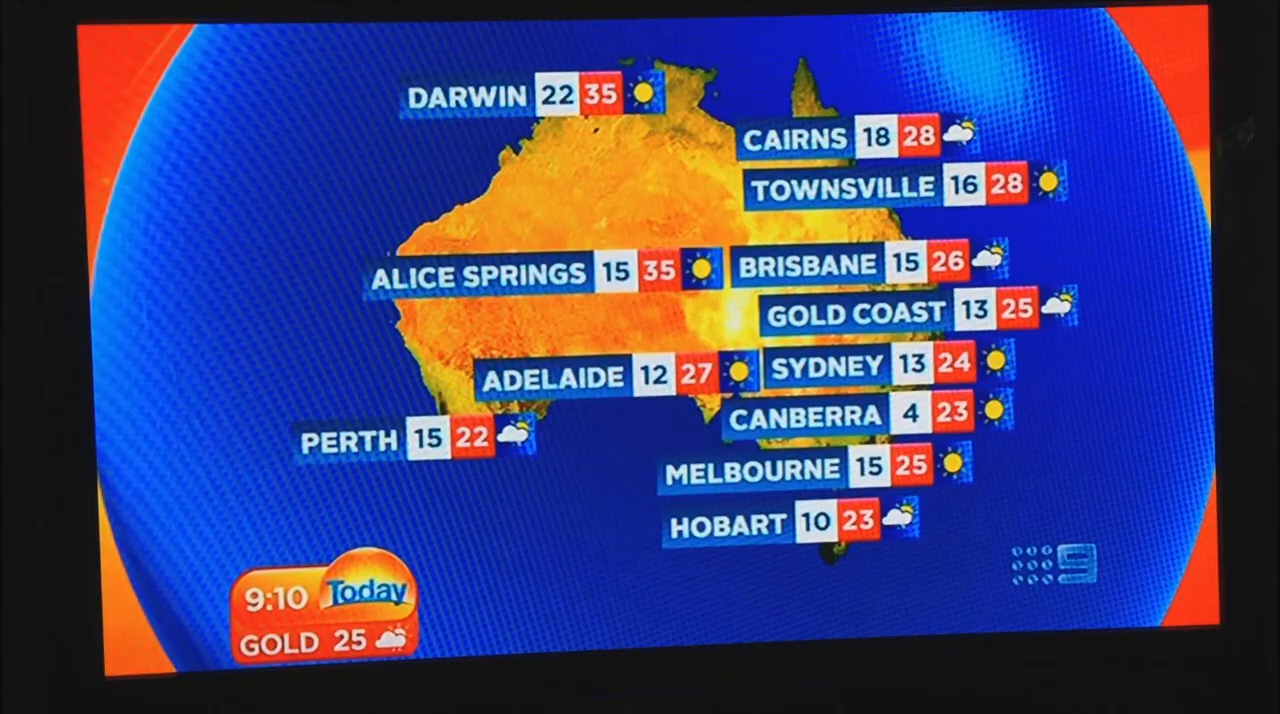 DARWIN 22 35
CAIRNS 18 28
TOWNSVILLE 16 28
ALICE SPRINGS 15 35
BRISBANE 15 26
GOLD COAST 13 25
ADELAIDE 12 27
SYDNEY 13 24
CANBERRA 4 23
PERTH 15 22
MELBOURNE 15 25
HOBART 10 23
9:10 Today
GOLD 25
9